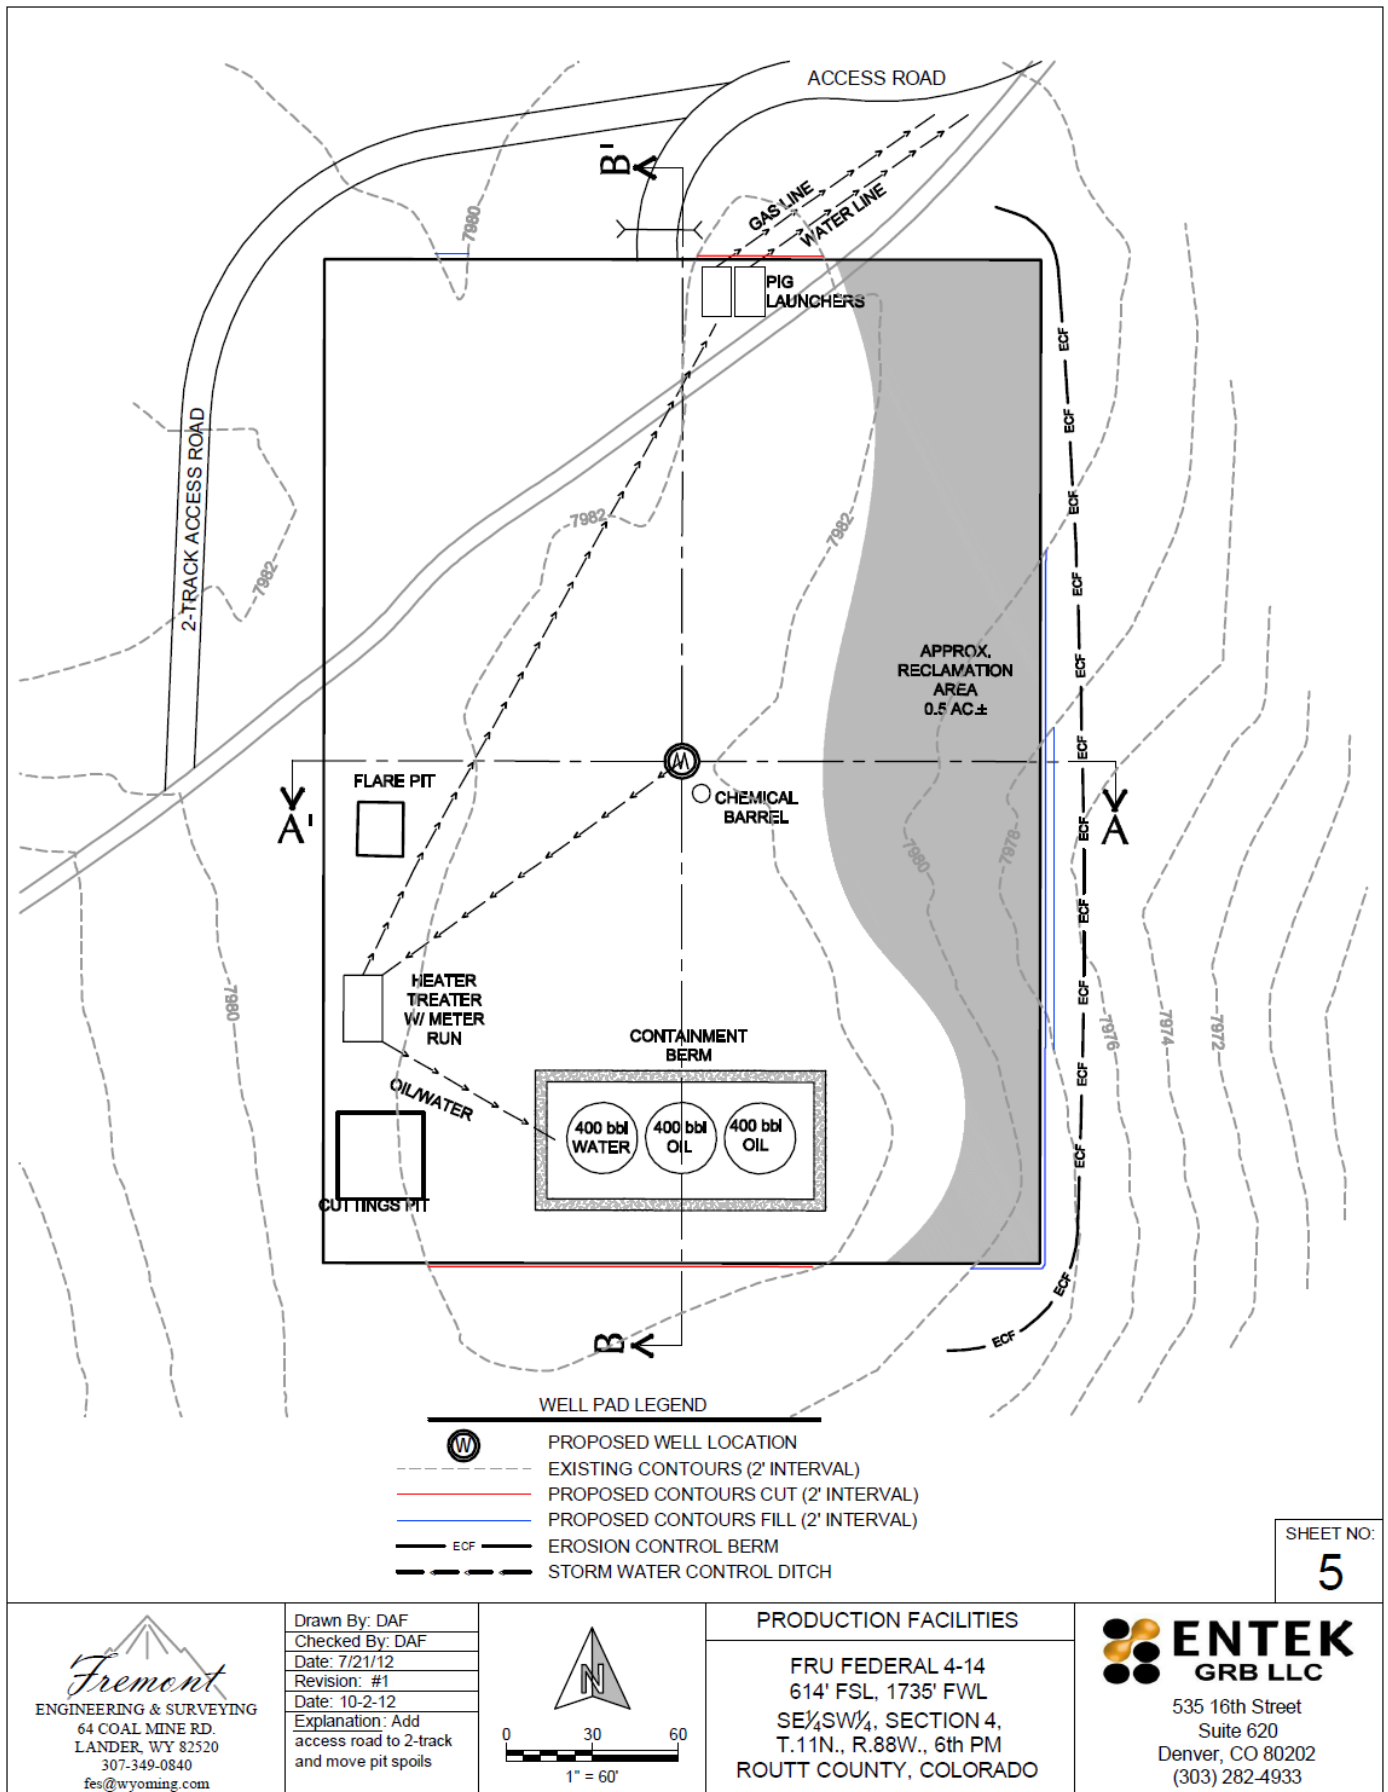 ACCESS ROAD
B'
GAS LINE
WATER LINE
7980
PIG
LAUNCHERS
ECF
ECF
2-TRACK ACCESS ROAD
ECF
7982
7982
7982
ECF
APPROX.
RECLAMATION
AREA
0.5 AC.±
ECF
ECF
W
FLARE PIT
CHEMICAL
BARREL
A'
A
ECF
7980
7978
ECF
HEATER
TREATER
W/ METER
RUN
7980
ECF
7976
7974
7972
CONTAINMENT
BERM
ECF
OIL/WATER
400 bbl
WATER
400 bbl
OIL
400 bbl
OIL
ECF
CUTTINGS PIT
ECF
B
ECF
WELL PAD LEGEND
W
PROPOSED WELL LOCATION
EXISTING CONTOURS (2' INTERVAL)
PROPOSED CONTOURS CUT (2' INTERVAL)
PROPOSED CONTOURS FILL (2' INTERVAL)
ECF
EROSION CONTROL BERM
STORM WATER CONTROL DITCH
SHEET NO:
5
Fremont
ENGINEERING & SURVEYING
64 COAL MINE RD.
LANDER, WY 82520
307-349-0840
fes@wyoming.com
Drawn By: DAF
Checked By: DAF
Date: 7/21/12
Revision: #1
Date: 10-2-12
Explanation: Add
access road to 2-track
and move pit spoils
N
0 30 60
1" = 60'
PRODUCTION FACILITIES
FRU FEDERAL 4-14
614' FSL, 1735' FWL
SE¼SW¼, SECTION 4,
T.11N., R.88W., 6th PM
ROUTT COUNTY, COLORADO
ENTEK
GRB LLC
535 16th Street
Suite 620
Denver, CO 80202
(303) 282-4933